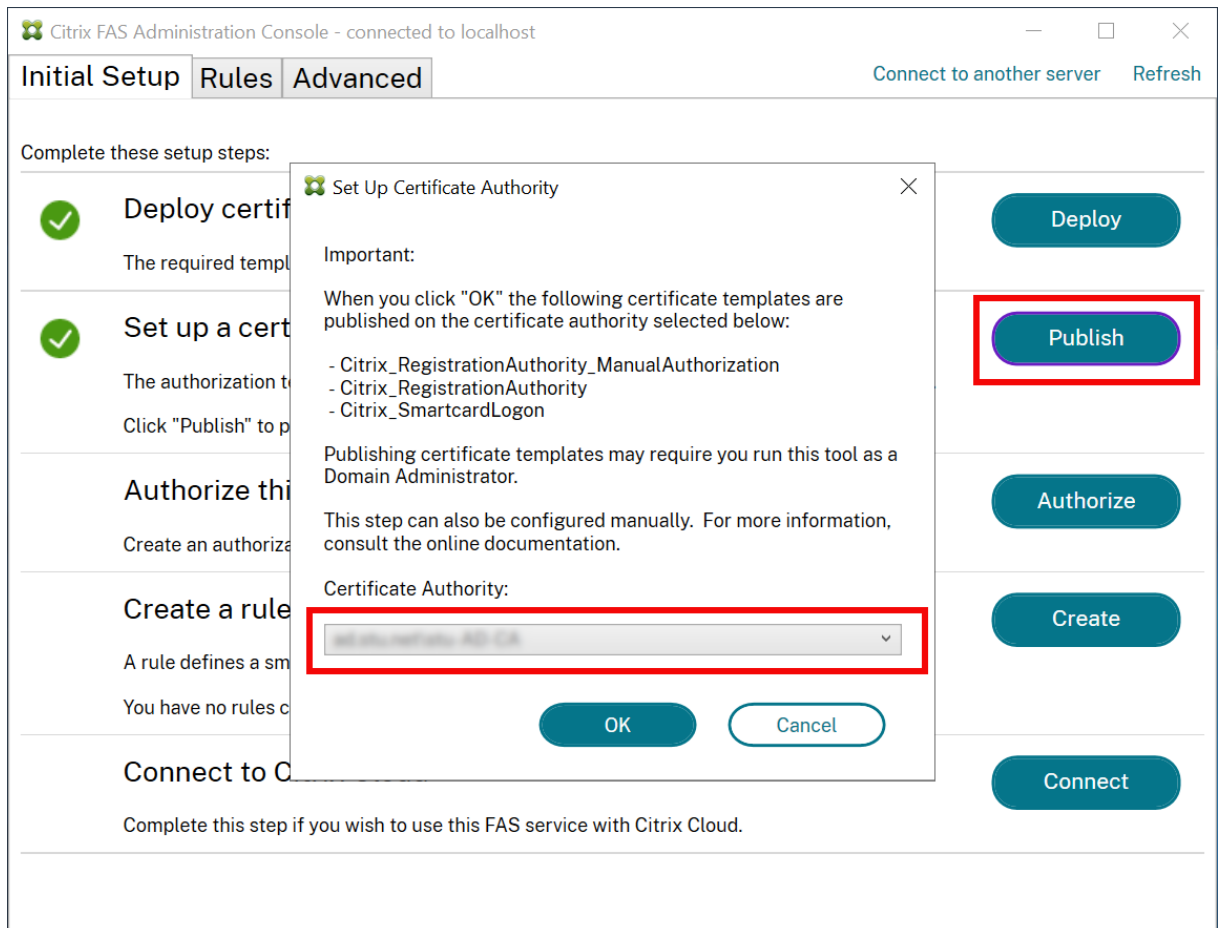 Citrix FAS Administration Console - connected to localhost
Initial Setup Rules Advanced
Connect to another server Refresh
Complete these setup steps:
Deploy certif
The required templ
Deploy
Set up a cert
The authorization t
Click "Publish" to p
Publish
Authorize thi
Create an authoriza
Authorize
Create a rule
A rule defines a sm
You have no rules c
Create
Connect to C
Complete this step if you wish to use this FAS service with Citrix Cloud.
Connect
Set Up Certificate Authority
Important:
When you click "OK" the following certificate templates are
published on the certificate authority selected below:
- Citrix_RegistrationAuthority_ManualAuthorization
- Citrix_RegistrationAuthority
- Citrix_SmartcardLogon
Publishing certificate templates may require you run this tool as a
Domain Administrator.
This step can also be configured manually. For more information,
consult the online documentation.
Certificate Authority:
OK
Cancel